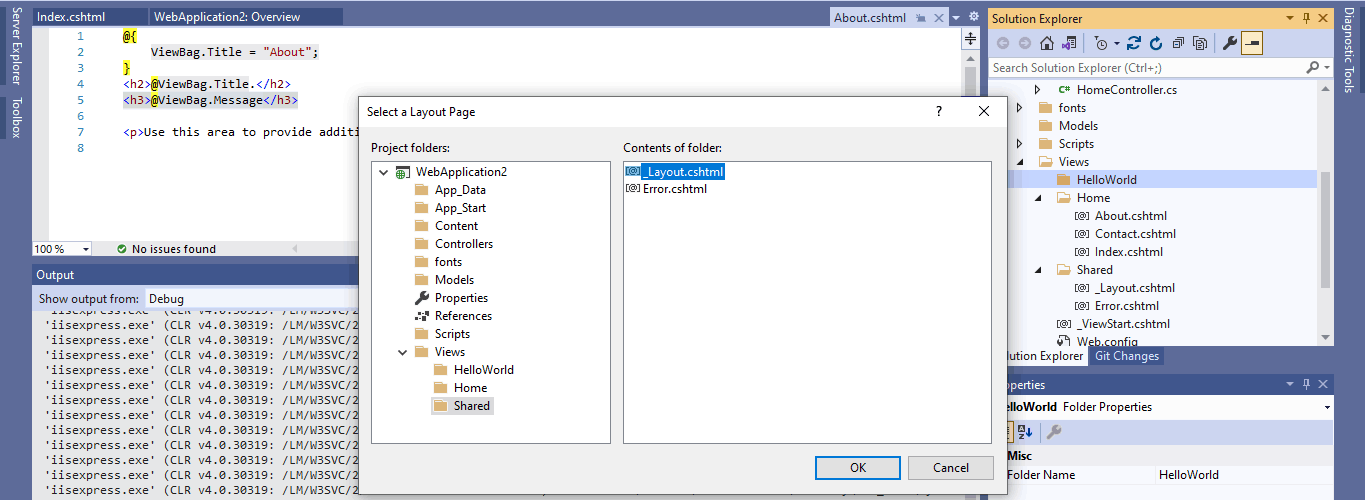 Server Explorer
Toolbox
Index.cshtml
WebApplication2: Overview
About.cshtml
1 @{
2 ViewBag.Title = "About";
3 }
4 <h2>@ViewBag.Title.</h2>
5 <h3>@ViewBag.Message</h3>
6
7 <p>Use this area to provide additi
8
100 %
No issues found
Output
Show output from: Debug
'iisexpress.exe' (CLR v4.0.30319: /LM/W3SVC/2
'iisexpress.exe' (CLR v4.0.30319: /LM/W3SVC/2
'iisexpress.exe' (CLR v4.0.30319: /LM/W3SVC/2
'iisexpress.exe' (CLR v4.0.30319: /LM/W3SVC/2
'iisexpress.exe' (CLR v4.0.30319: /LM/W3SVC/2
'iisexpress.exe' (CLR v4.0.30319: /LM/W3SVC/2
'iisexpress.exe' (CLR v4.0.30319: /LM/W3SVC/2
'iisexpress.exe' (CLR v4.0.30319: /LM/W3SVC/2
'iisexpress.exe' (CLR v4.0.30319: /LM/W3SVC/2
'iisexpress.exe' (CLR v4.0.30319: /LM/W3SVC/2
'iisexpress.exe' (CLR v4.0.30319: /LM/W3SVC/2
'iisexpress.exe' (CLR v4.0.30319: /LM/W3SVC/2
'iisexpress.exe' (CLR v4.0.30319: /LM/W3SVC/2
Select a Layout Page
?
Project folders:
WebApplication2
App_Data
App_Start
Content
Controllers
fonts
Models
Properties
References
Scripts
Views
HelloWorld
Home
Shared
Contents of folder:
_Layout.cshtml
Error.cshtml
OK
Cancel
Solution Explorer
Search Solution Explorer (Ctrl+;)
C# HomeController.cs
fonts
Models
Scripts
Views
HelloWorld
Home
About.cshtml
Contact.cshtml
Index.cshtml
Shared
_Layout.cshtml
Error.cshtml
_ViewStart.cshtml
Web.config
lution Explorer
Git Changes
operties
elloWorld Folder Properties
Misc
Folder Name
HelloWorld
Diagnostic Tools